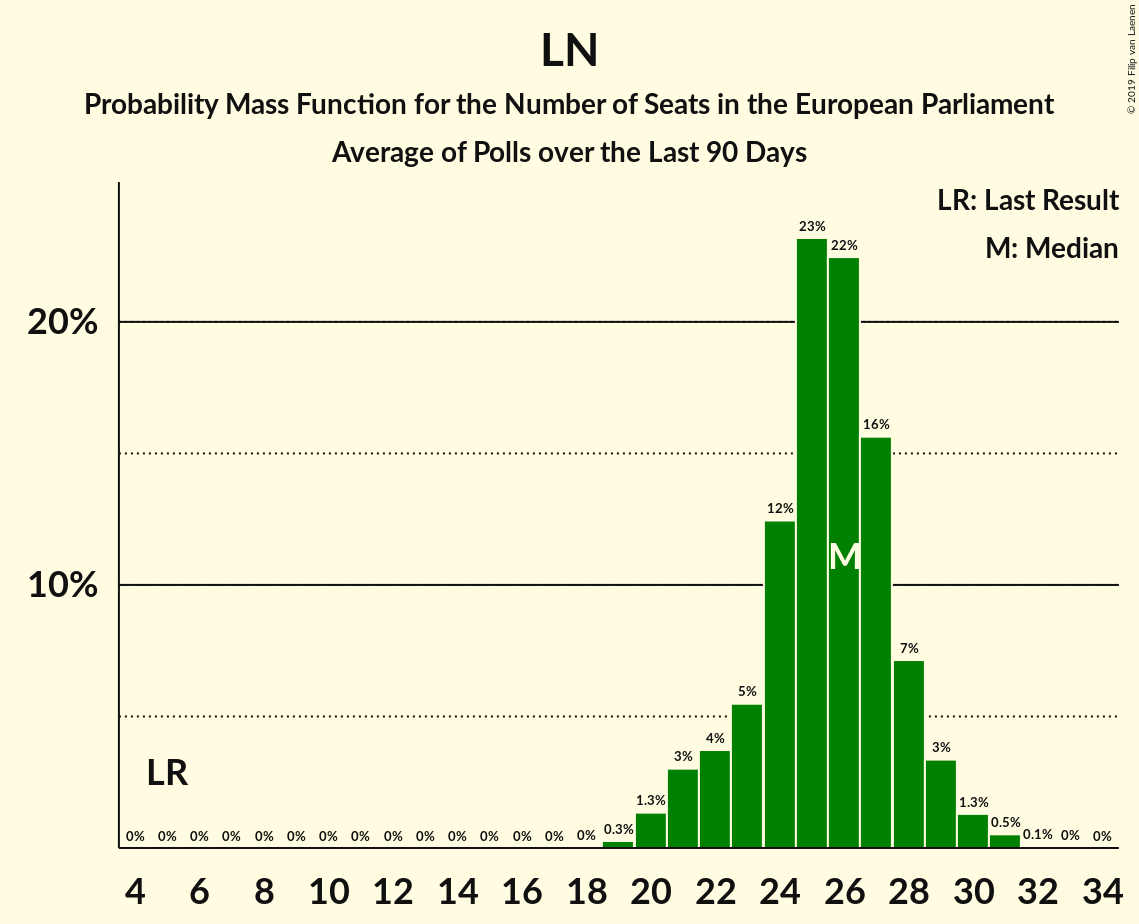 LN
Probability Mass Function for the Number of Seats in the European Parliament
Average of Polls over the Last 90 Days
© 2019 Filip van Laenen
LR: Last Result
M: Median
23%
22%
20%
16%
12%
M
10%
7%
5%
4%
3%
3%
LR
1.3%
1.3%
0.5%
0.3%
0.1%
0% 0% 0% 0% 0% 0% 0% 0% 0% 0% 0% 0% 0% 0% 0% 0% 0%
4 6 8 10 12 14 16 18 20 22 24 26 28 30 32 34